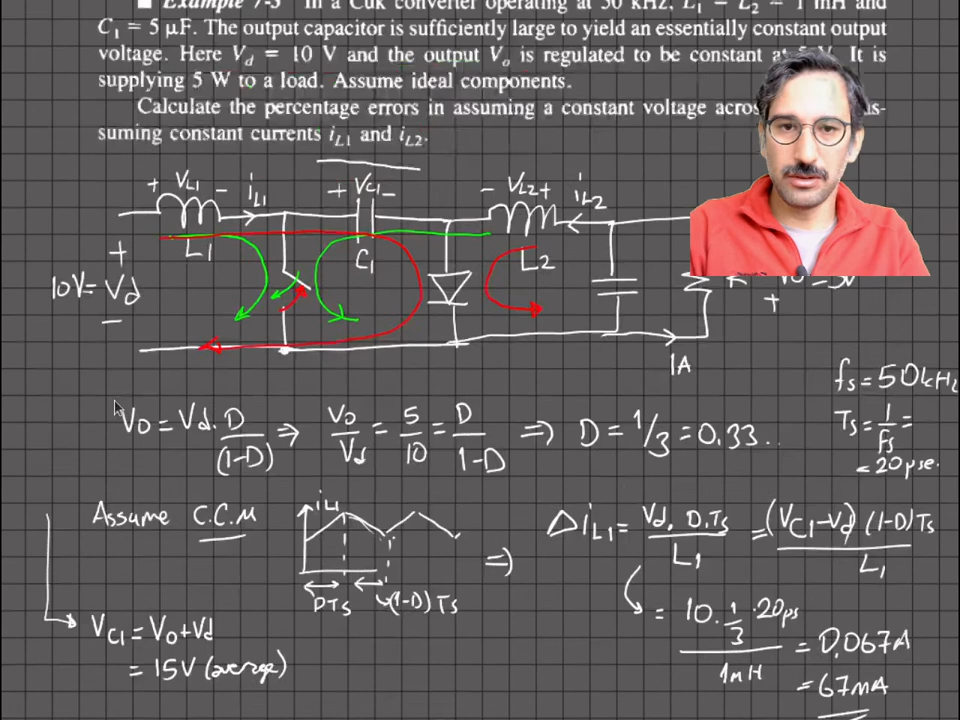 ■ Example 7-3 In a Cuk converter operating at 50 kHz, L1 = L2 = 1 mH and
C1 = 5 μF. The output capacitor is sufficiently large to yield an essentially constant output
voltage. Here Vd = 10 V and the output Vo is regulated to be constant at 5 V. It is
supplying 5 W to a load. Assume ideal components.
Calculate the percentage errors in assuming a constant voltage across as-
suming constant currents iL1 and iL2.
+ VL1 - iL1 + VC1 - - VL2 + iL2
L1 C1 L2
+
10V = Vd
-
+
1A
fs = 50kHz
Ts = 1/fs =
= 20μse.
VO = Vd. D/(1-D) ⇒ VO/Vd = 5/10 = D/1-D ⇒ D = 1/3 = 0.33..
Assume C.C.M
iL1
DTs (1-D)Ts
⇒ ΔiL1 = Vd. D.Ts/L1 = (VC1-Vd)(1-D)Ts/L1
= 10. 1/3 .20μs/1mH = 0.067A
= 67mA
VC1 = VO+Vd
= 15V (average)